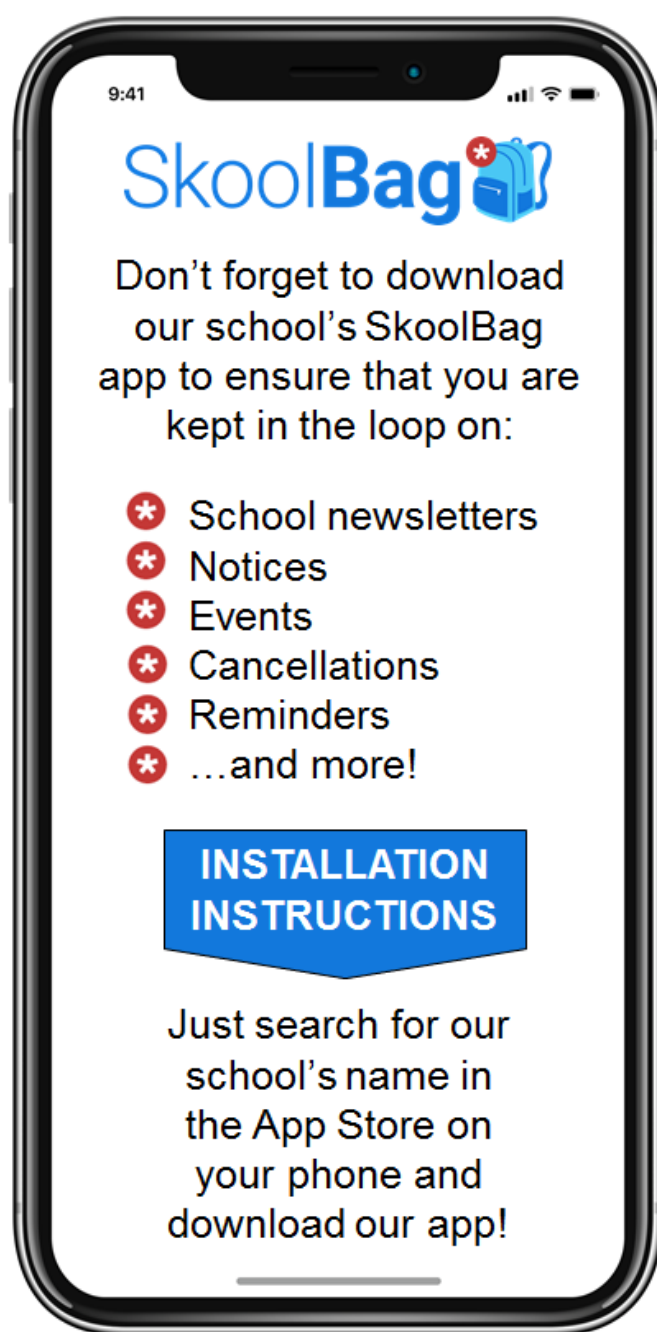 9:41
SkoolBag
Don't forget to download
our school's SkoolBag
app to ensure that you are
kept in the loop on:
School newsletters
Notices
Events
Cancellations
Reminders
...and more!
INSTALLATION
INSTRUCTIONS
Just search for our
school's name in
the App Store on
your phone and
download our app!